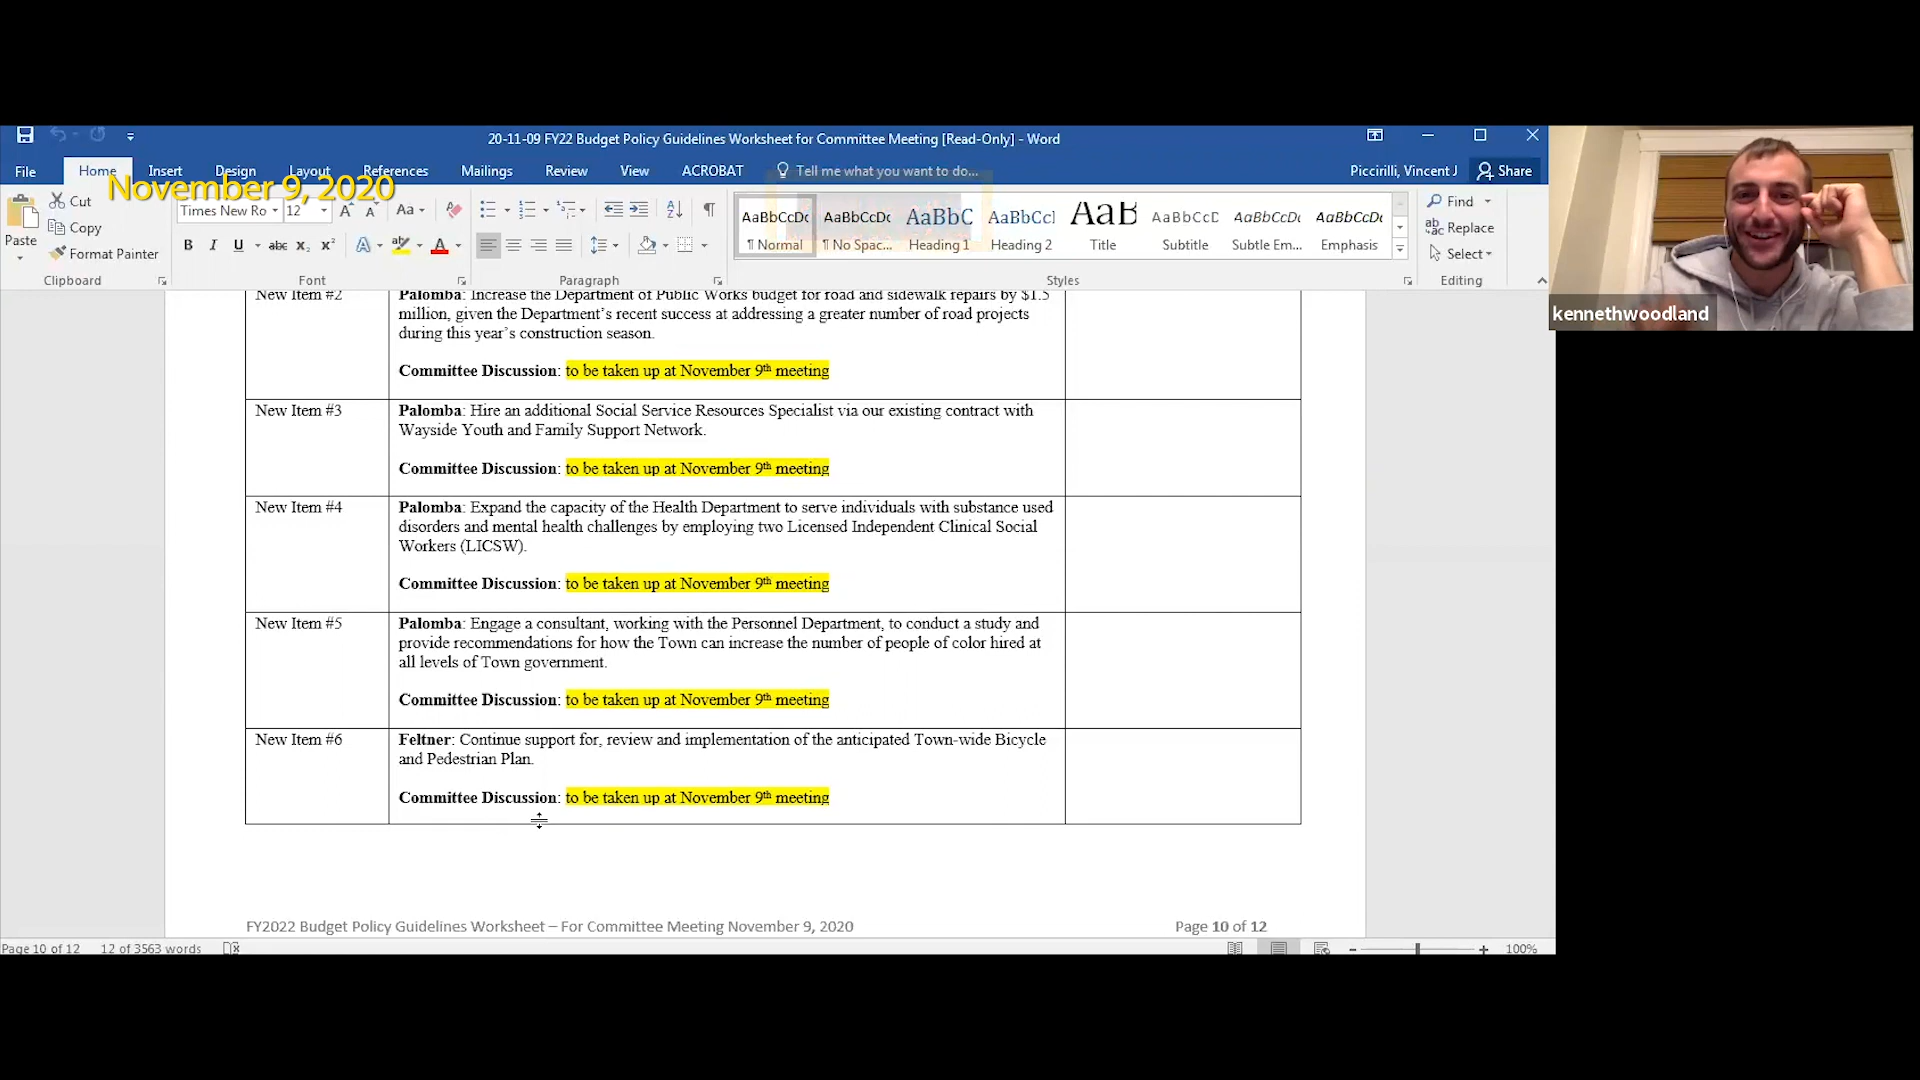 20-11-09 FY22 Budget Policy Guidelines Worksheet for Committee Meeting [Read-Only] - Word
File Home Insert Design Layout References Mailings Review View ACROBAT Tell me what you want to do... Piccirilli, Vincent J Share
November 9, 2020
Cut
Copy
Format Painter
Paste
Clipboard
Times New Ro 12
Font
Paragraph
AaBbCcDc AaBbCcDc AaBbC AaBbCcI AaB AaBbCcD AaBbCcDc AaBbCcDc
¶ Normal ¶ No Spac... Heading 1 Heading 2 Title Subtitle Subtle Em... Emphasis
Styles
Find
Replace
Select
Editing
kennethwoodland
New Item #2
Palomba: Increase the Department of Public Works budget for road and sidewalk repairs by $1.5
million, given the Department’s recent success at addressing a greater number of road projects
during this year’s construction season.
Committee Discussion: to be taken up at November 9th meeting
New Item #3
Palomba: Hire an additional Social Service Resources Specialist via our existing contract with
Wayside Youth and Family Support Network.
Committee Discussion: to be taken up at November 9th meeting
New Item #4
Palomba: Expand the capacity of the Health Department to serve individuals with substance used
disorders and mental health challenges by employing two Licensed Independent Clinical Social
Workers (LICSW).
Committee Discussion: to be taken up at November 9th meeting
New Item #5
Palomba: Engage a consultant, working with the Personnel Department, to conduct a study and
provide recommendations for how the Town can increase the number of people of color hired at
all levels of Town government.
Committee Discussion: to be taken up at November 9th meeting
New Item #6
Feltner: Continue support for, review and implementation of the anticipated Town-wide Bicycle
and Pedestrian Plan.
Committee Discussion: to be taken up at November 9th meeting
FY2022 Budget Policy Guidelines Worksheet – For Committee Meeting November 9, 2020 Page 10 of 12
Page 10 of 12 12 of 3563 words 100%